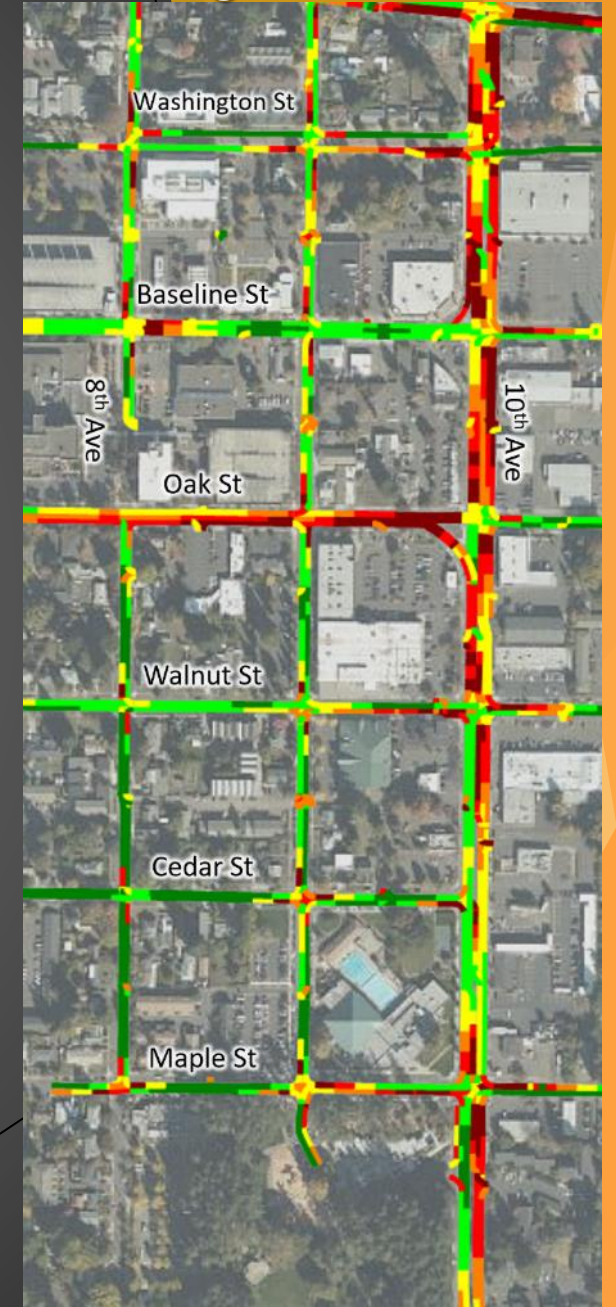 Washington St
Baseline St
8th Ave
10th Ave
Oak St
Walnut St
Cedar St
Maple St